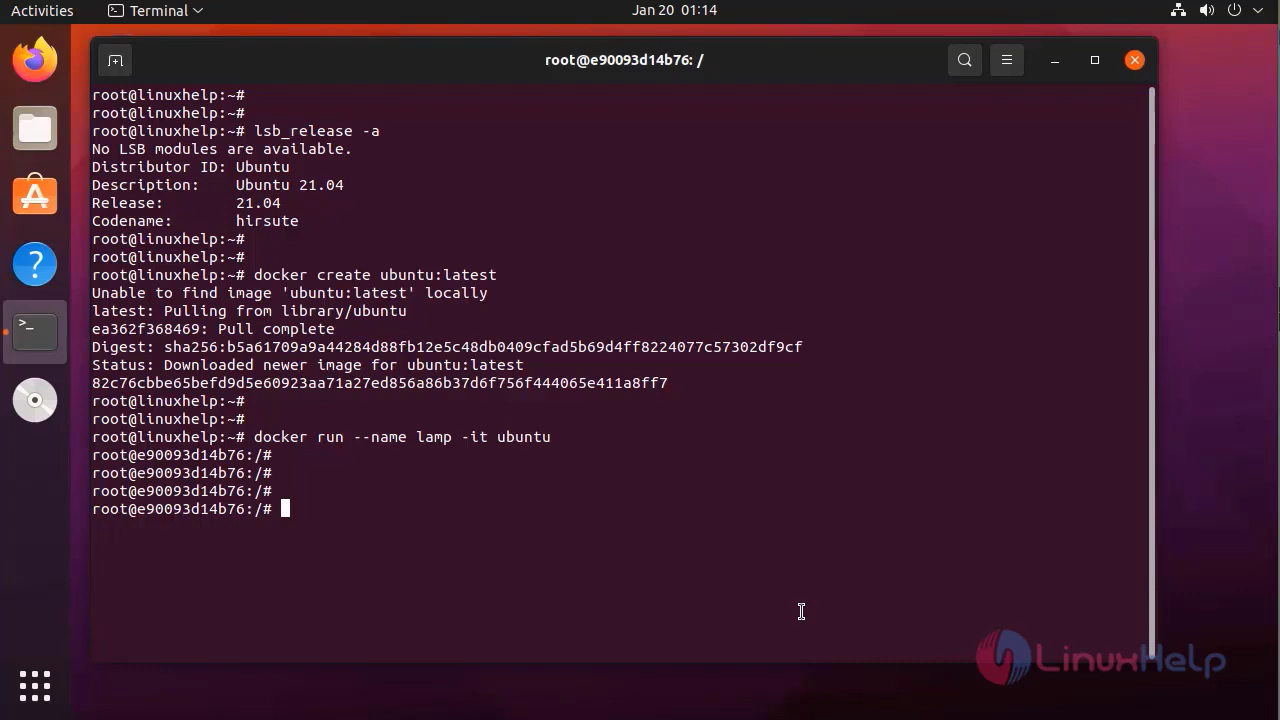 Activities
Terminal
Jan 20 01:14
root@e90093d14b76: /
root@linuxhelp:~#
root@linuxhelp:~#
root@linuxhelp:~# lsb_release -a
No LSB modules are available.
Distributor ID: Ubuntu
Description: Ubuntu 21.04
Release: 21.04
Codename: hirsute
root@linuxhelp:~#
root@linuxhelp:~#
root@linuxhelp:~# docker create ubuntu:latest
Unable to find image 'ubuntu:latest' locally
latest: Pulling from library/ubuntu
ea362f368469: Pull complete
Digest: sha256:b5a61709a9a44284d88fb12e5c48db0409cfad5b69d4ff8224077c57302df9cf
Status: Downloaded newer image for ubuntu:latest
82c76cbbe65befd9d5e60923aa71a27ed856a86b37d6f756f444065e411a8ff7
root@linuxhelp:~#
root@linuxhelp:~#
root@linuxhelp:~# docker run --name lamp -it ubuntu
root@e90093d14b76:/#
root@e90093d14b76:/#
root@e90093d14b76:/#
root@e90093d14b76:/#
LinuxHelp